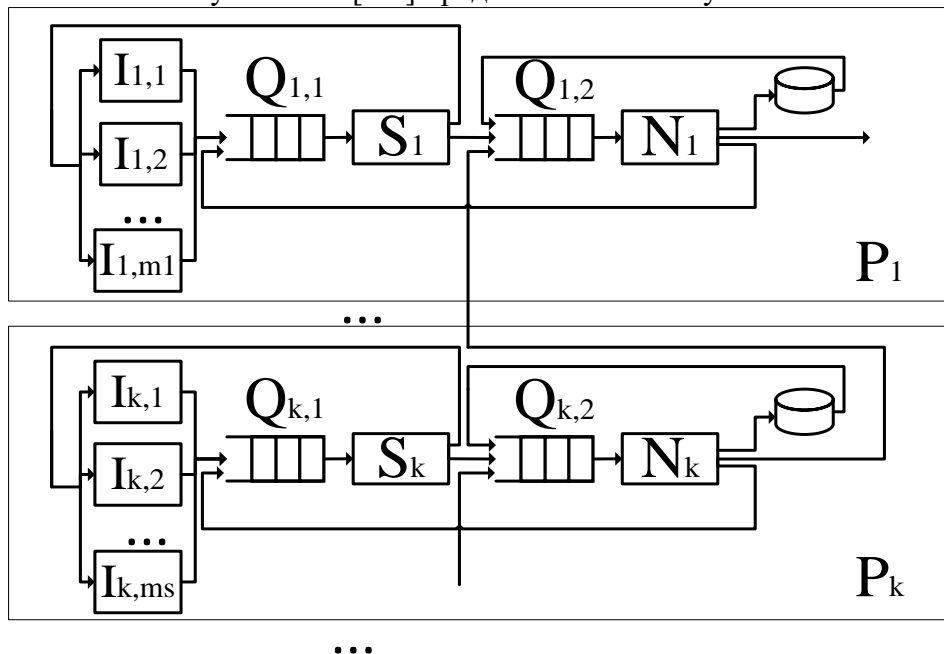 I1,1
Q1,1
Q1,2
I1,2
S1
N1
...
I1,m1
P1
...
Ik,1
Qk,1
Qk,2
Ik,2
Sk
Nk
...
Ik,ms
Pk
...